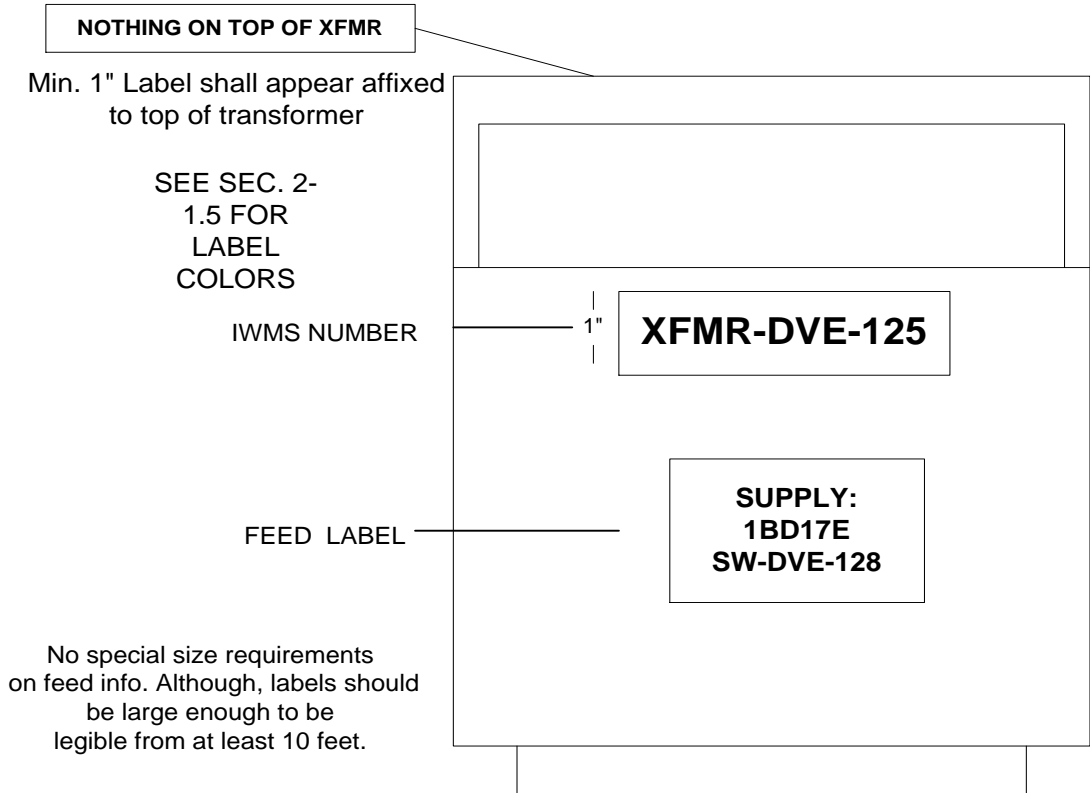 NOTHING ON TOP OF XFMR
Min. 1" Label shall appear affixed
to top of transformer
SEE SEC. 2-
1.5 FOR
LABEL
COLORS
IWMS NUMBER
1"
XFMR-DVE-125
FEED LABEL
SUPPLY:
1BD17E
SW-DVE-128
No special size requirements
on feed info. Although, labels should
be large enough to be
legible from at least 10 feet.